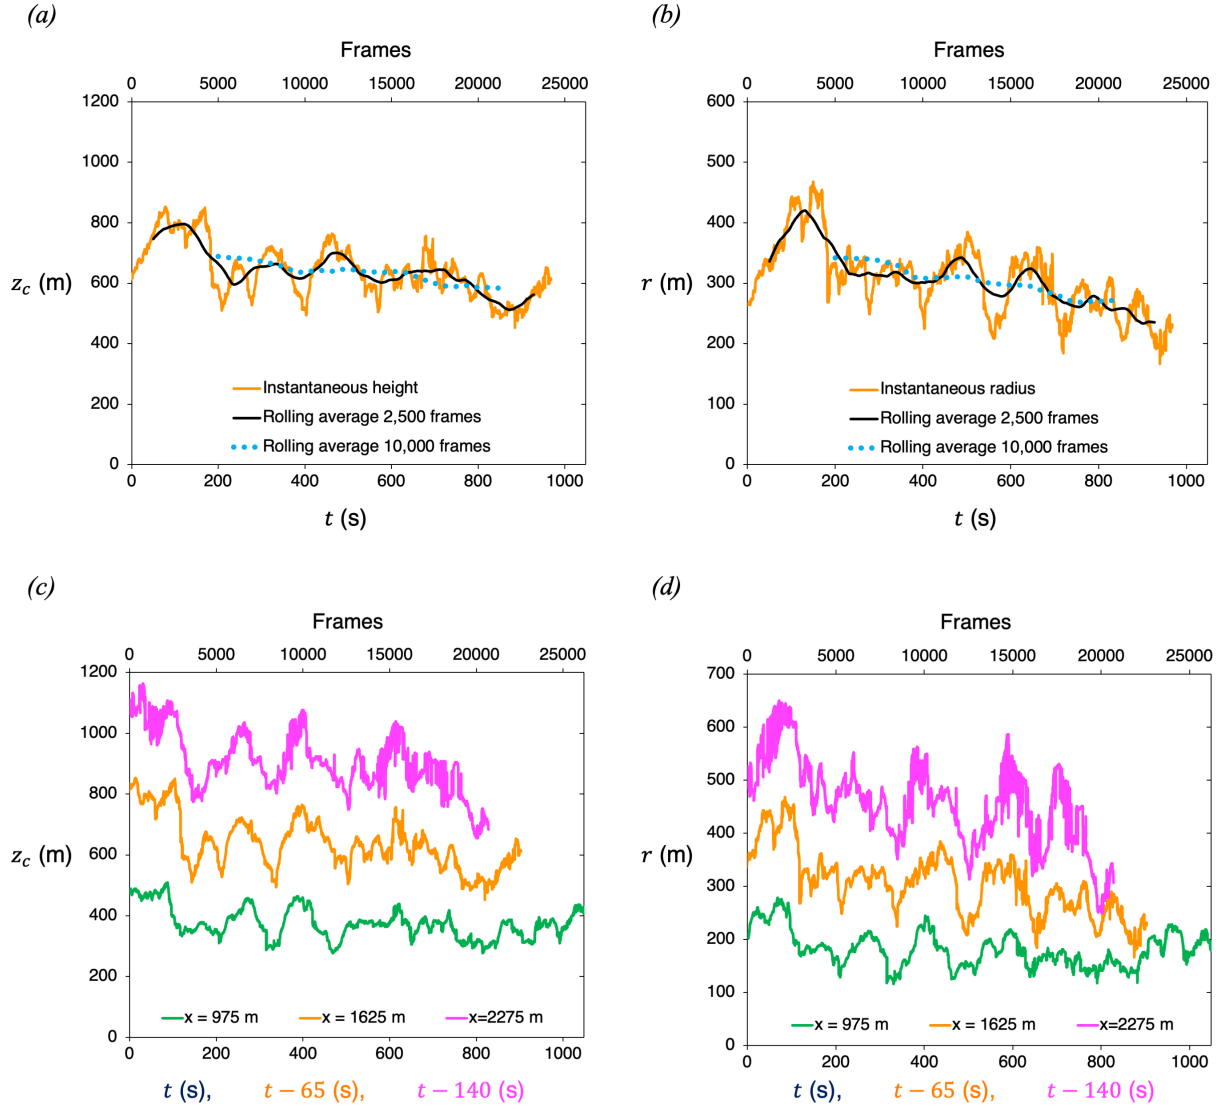 (a)
Frames
0 5000 10000 15000 20000 25000
1200
1000
800
z_c (m) 600
400
200
0
Instantaneous height
Rolling average 2,500 frames
Rolling average 10,000 frames
0 200 400 600 800 1000
t (s)
(b)
Frames
0 5000 10000 15000 20000 25000
600
500
400
r (m) 300
200
100
0
Instantaneous radius
Rolling average 2,500 frames
Rolling average 10,000 frames
0 200 400 600 800 1000
t (s)
(c)
Frames
0 5000 10000 15000 20000 25000
1200
1000
800
z_c (m) 600
400
200
0
x = 975 m x = 1625 m x=2275 m
0 200 400 600 800 1000
t (s), t − 65 (s), t − 140 (s)
(d)
Frames
0 5000 10000 15000 20000 25000
700
600
500
400
r (m)
300
200
100
0
x = 975 m x = 1625 m x=2275 m
0 200 400 600 800 1000
t (s), t − 65 (s), t − 140 (s)